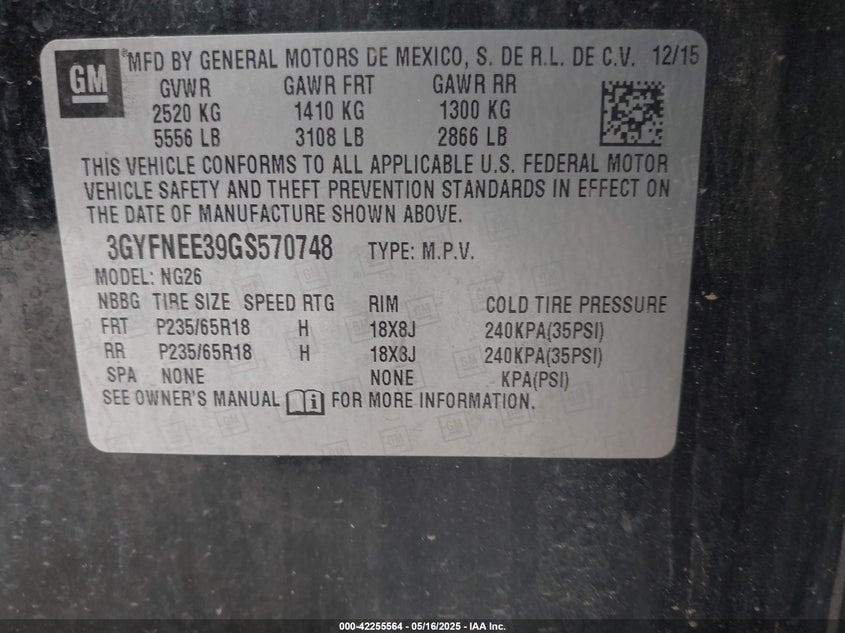 GM
® MFD BY GENERAL MOTORS DE MEXICO, S. DE R.L. DE C.V. 12/15
GVWR GAWR FRT GAWR RR
2520 KG 1410 KG 1300 KG
5556 LB 3108 LB 2866 LB
THIS VEHICLE CONFORMS TO ALL APPLICABLE U.S. FEDERAL MOTOR
VEHICLE SAFETY AND THEFT PREVENTION STANDARDS IN EFFECT ON
THE DATE OF MANUFACTURE SHOWN ABOVE.
3GYFNEE39GS570748 TYPE: M.P.V.
MODEL: NG26
NBBG TIRE SIZE SPEED RTG RIM COLD TIRE PRESSURE
FRT P235/65R18 H 18X8J 240KPA(35PSI)
RR P235/65R18 H 18X8J 240KPA(35PSI)
SPA NONE NONE KPA(PSI)
SEE OWNER'S MANUAL i FOR MORE INFORMATION.
000-42255564 - 05/16/2025 - IAA Inc.